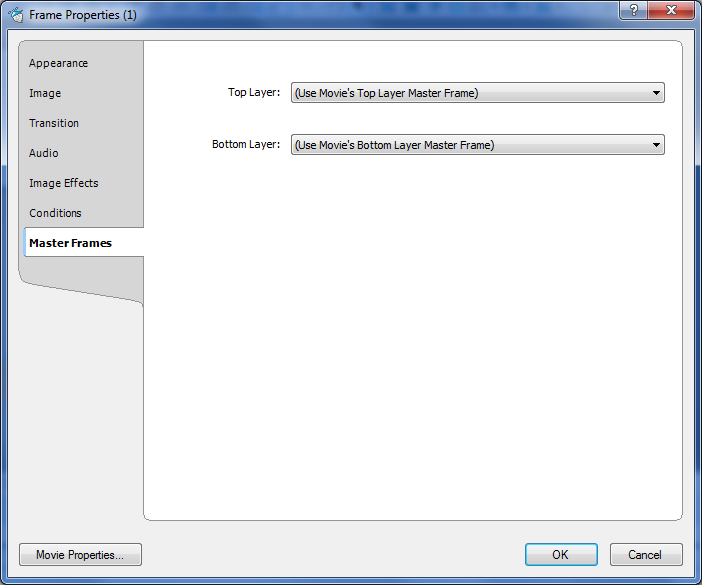 Frame Properties (1)
?
Appearance
Image
Transition
Audio
Image Effects
Conditions
Master Frames
Top Layer: (Use Movie's Top Layer Master Frame)
Bottom Layer: (Use Movie's Bottom Layer Master Frame)
Movie Properties... OK Cancel